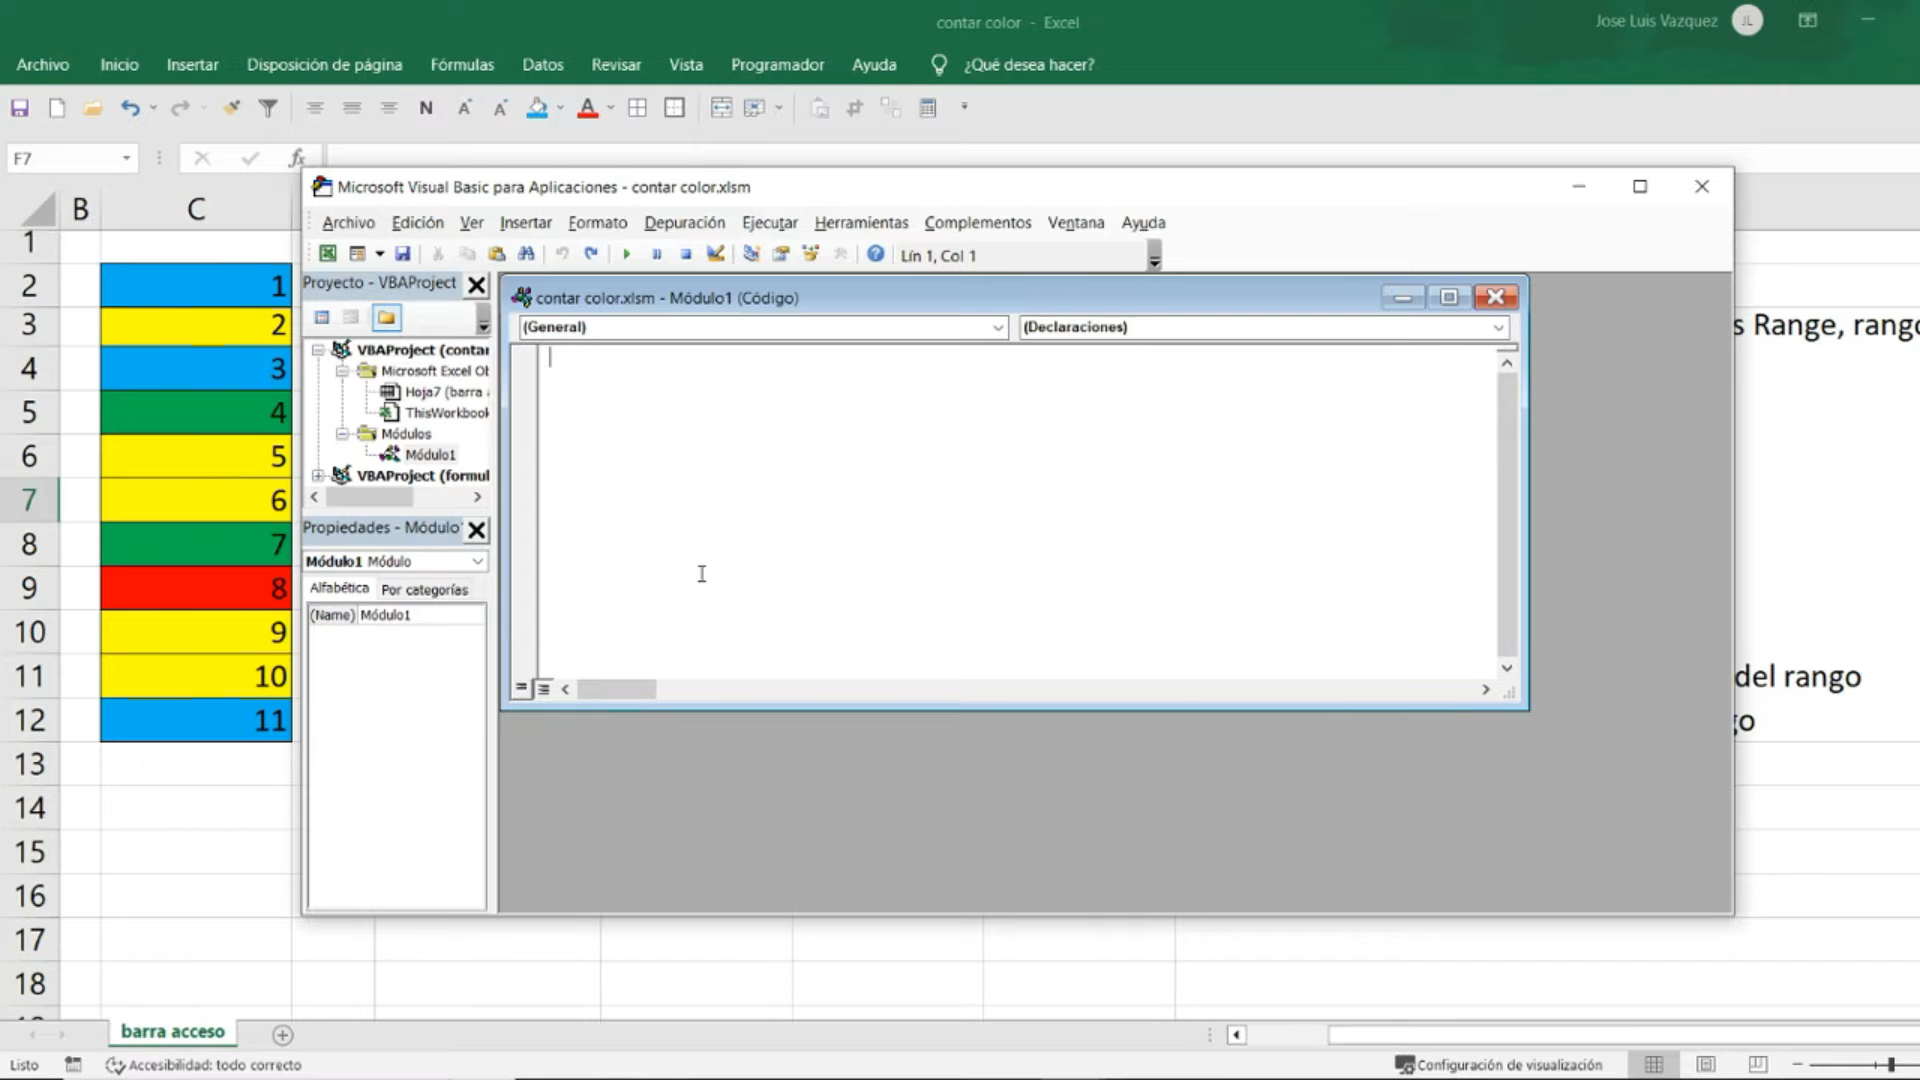 contar color - Excel
Jose Luis Vazquez JL
Archivo Inicio Insertar Disposición de página Fórmulas Datos Revisar Vista Programador Ayuda ¿Qué desea hacer?
N A A A
F7 fx
Microsoft Visual Basic para Aplicaciones - contar color.xlsm
Archivo Edición Ver Insertar Formato Depuración Ejecutar Herramientas Complementos Ventana Ayuda
Lín 1, Col 1
Proyecto - VBAProject
VBAProject (contar
Microsoft Excel Ob
Hoja7 (barra
ThisWorkbook
Módulos
Módulo1
VBAProject (formul
Propiedades - Módulo
Módulo1 Módulo
Alfabética Por categorías
(Name) Módulo1
contar color.xlsm - Módulo1 (Código)
(General) (Declaraciones)
B C
1
2 1
3 2 s Range, rango
4 3
5 4
6 5
7 6
8 7
9 8
10 9
11 10 del rango
12 11 go
13
14
15
16
17
18
barra acceso
Listo Accesibilidad: todo correcto Configuración de visualización